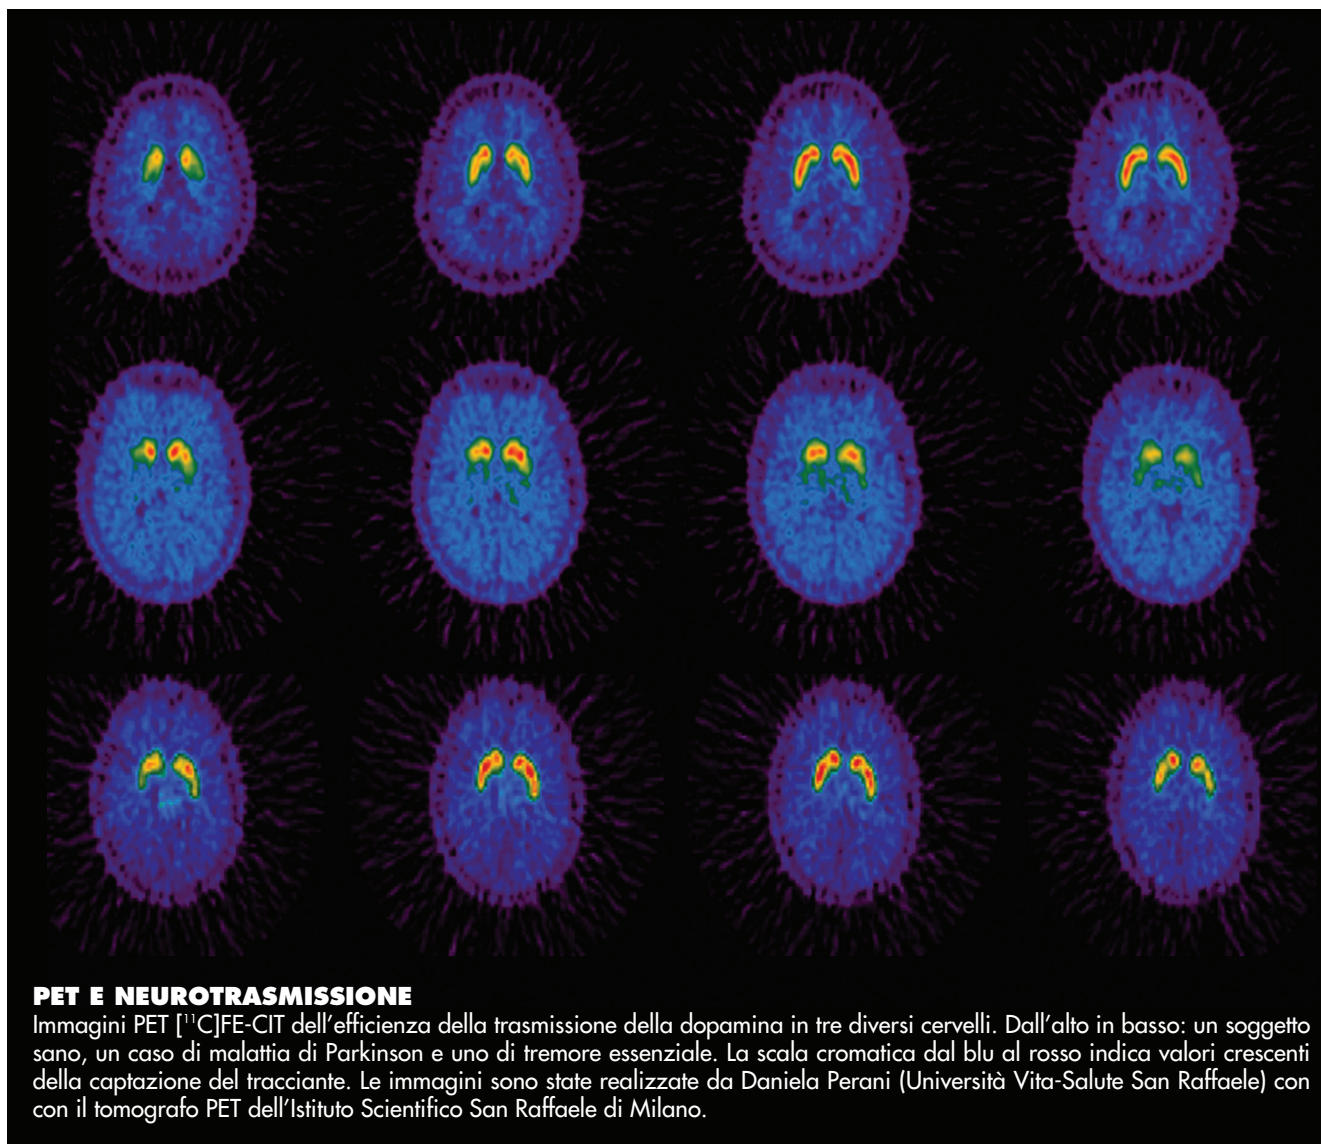 PET E NEUROTRASMISSIONE
Immagini PET [¹¹C]FE-CIT dell’efficienza della trasmissione della dopamina in tre diversi cervelli. Dall’alto in basso: un soggetto
sano, un caso di malattia di Parkinson e uno di tremore essenziale. La scala cromatica dal blu al rosso indica valori crescenti
della captazione del tracciante. Le immagini sono state realizzate da Daniela Perani (Università Vita-Salute San Raffaele) con
con il tomografo PET dell’Istituto Scientifico San Raffaele di Milano.